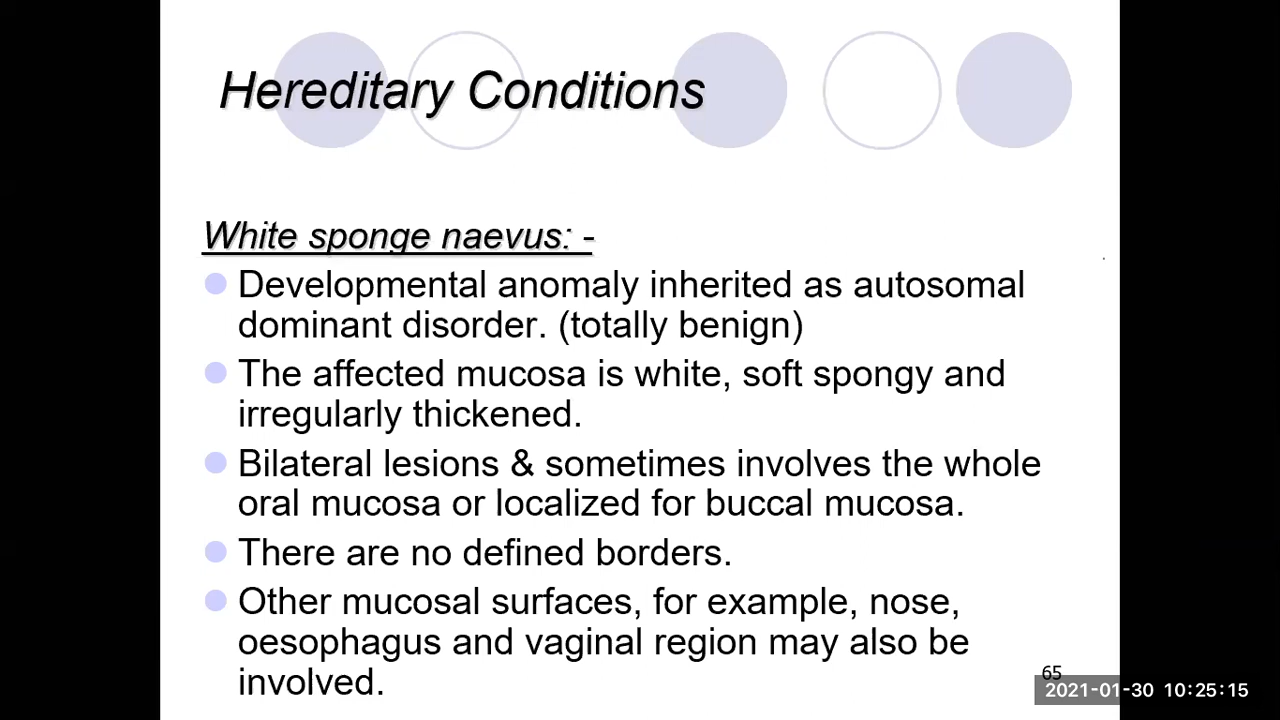 Hereditary Conditions
White sponge naevus: -
Developmental anomaly inherited as autosomal
dominant disorder. (totally benign)
The affected mucosa is white, soft spongy and
irregularly thickened.
Bilateral lesions & sometimes involves the whole
oral mucosa or localized for buccal mucosa.
There are no defined borders.
Other mucosal surfaces, for example, nose,
oesophagus and vaginal region may also be
involved.
65
2021-01-30 10:25:15